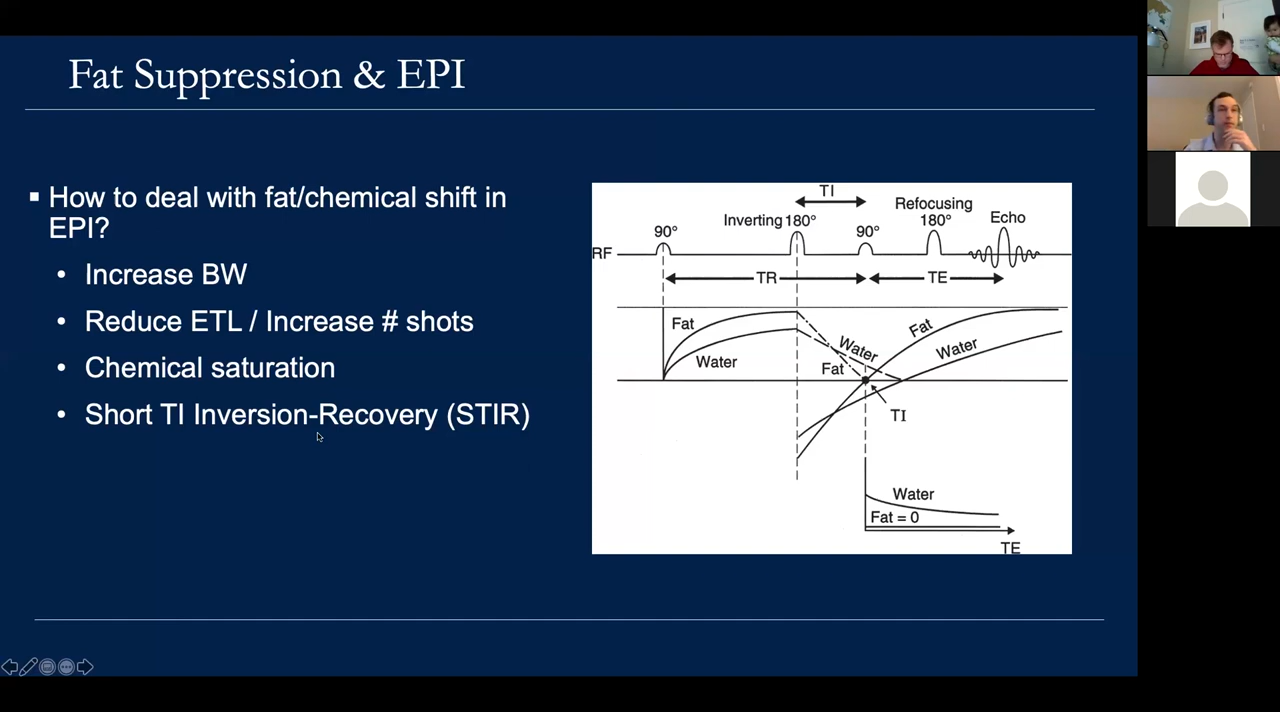 Fat Suppression & EPI
▪ How to deal with fat/chemical shift in
EPI?
• Increase BW
• Reduce ETL / Increase # shots
• Chemical saturation
• Short TI Inversion-Recovery (STIR)
TI
Refocusing
Inverting 180° 180° Echo
90° 90°
RF
TR TE
Fat Fat
Water Water Water
Fat
TI
Water
Fat = 0
TE